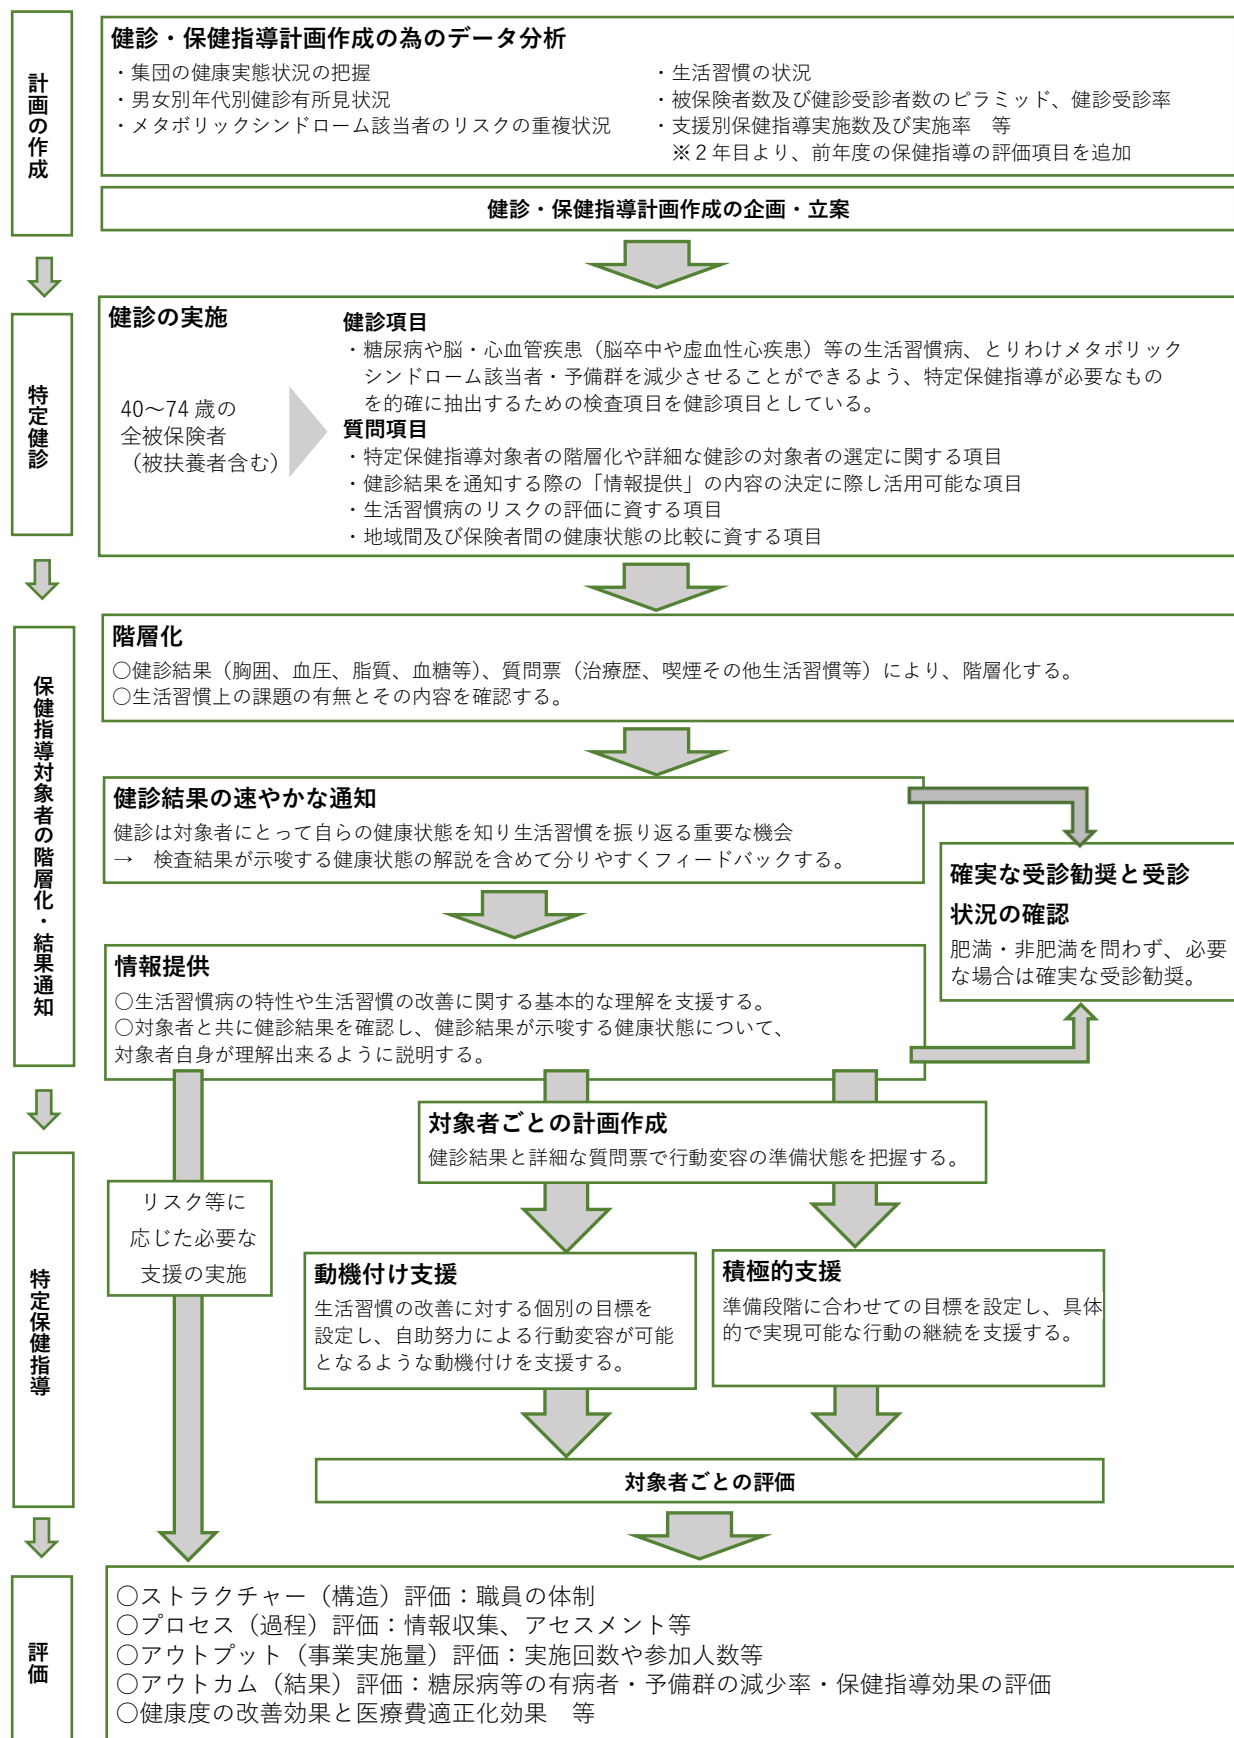 計画の作成
健診・保健指導計画作成の為のデータ分析
・集団の健康実態状況の把握
・男女別年代別健診有所見状況
・メタボリックシンドローム該当者のリスクの重複状況
・生活習慣の状況
・被保険者数及び健診受診者数のピラミッド、健診受診率
・支援別保健指導実施数及び実施率　等
※２年目より、前年度の保健指導の評価項目を追加
健診・保健指導計画作成の企画・立案
特定健診
健診の実施
40～74 歳の
全被保険者
（被扶養者含む）
健診項目
・糖尿病や脳・心血管疾患（脳卒中や虚血性心疾患）等の生活習慣病、とりわけメタボリック
シンドローム該当者・予備群を減少させることができるよう、特定保健指導が必要なもの
を的確に抽出するための検査項目を健診項目としている。
質問項目
・特定保健指導対象者の階層化や詳細な健診の対象者の選定に関する項目
・健診結果を通知する際の「情報提供」の内容の決定に際し活用可能な項目
・生活習慣病のリスクの評価に資する項目
・地域間及び保険者間の健康状態の比較に資する項目
保健指導対象者の階層化・結果通知
階層化
○健診結果（胸囲、血圧、脂質、血糖等）、質問票（治療歴、喫煙その他生活習慣等）により、階層化する。
○生活習慣上の課題の有無とその内容を確認する。
健診結果の速やかな通知
健診は対象者にとって自らの健康状態を知り生活習慣を振り返る重要な機会
→　検査結果が示唆する健康状態の解説を含めて分りやすくフィードバックする。
確実な受診勧奨と受診
状況の確認
肥満・非肥満を問わず、必要
な場合は確実な受診勧奨。
情報提供
○生活習慣病の特性や生活習慣の改善に関する基本的な理解を支援する。
○対象者と共に健診結果を確認し、健診結果が示唆する健康状態について、
対象者自身が理解出来るように説明する。
特定保健指導
対象者ごとの計画作成
健診結果と詳細な質問票で行動変容の準備状態を把握する。
リスク等に
応じた必要な
支援の実施
動機付け支援
生活習慣の改善に対する個別の目標を
設定し、自助努力による行動変容が可能
となるような動機付けを支援する。
積極的支援
準備段階に合わせての目標を設定し、具体
的で実現可能な行動の継続を支援する。
対象者ごとの評価
評価
○ストラクチャー（構造）評価：職員の体制
○プロセス（過程）評価：情報収集、アセスメント等
○アウトプット（事業実施量）評価：実施回数や参加人数等
○アウトカム（結果）評価：糖尿病等の有病者・予備群の減少率・保健指導効果の評価
○健康度の改善効果と医療費適正化効果　等